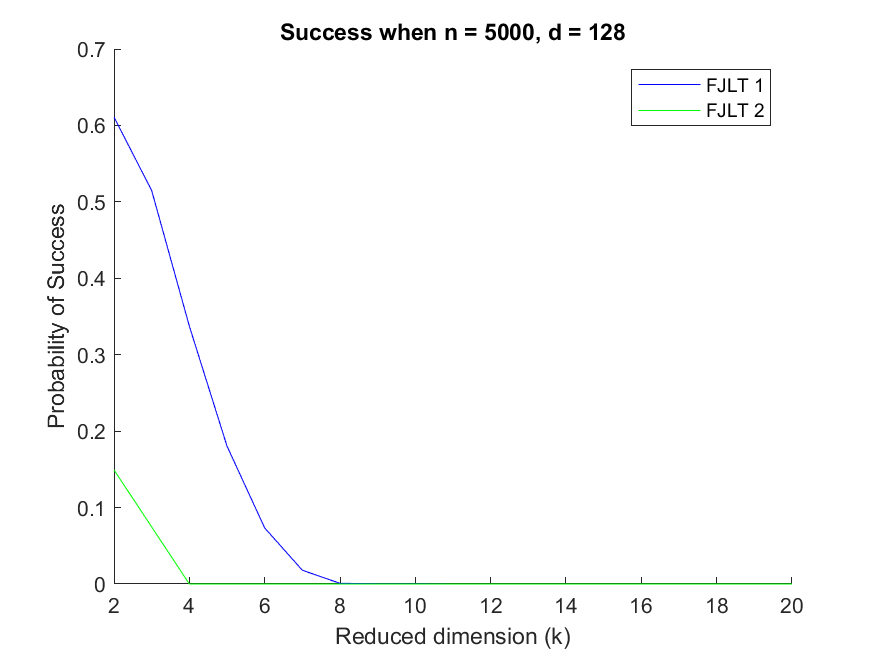 Success when n = 5000, d = 128
FJLT 1
FJLT 2
Probability of Success
0.7
0.6
0.5
0.4
0.3
0.2
0.1
0
2 4 6 8 10 12 14 16 18 20
Reduced dimension (k)